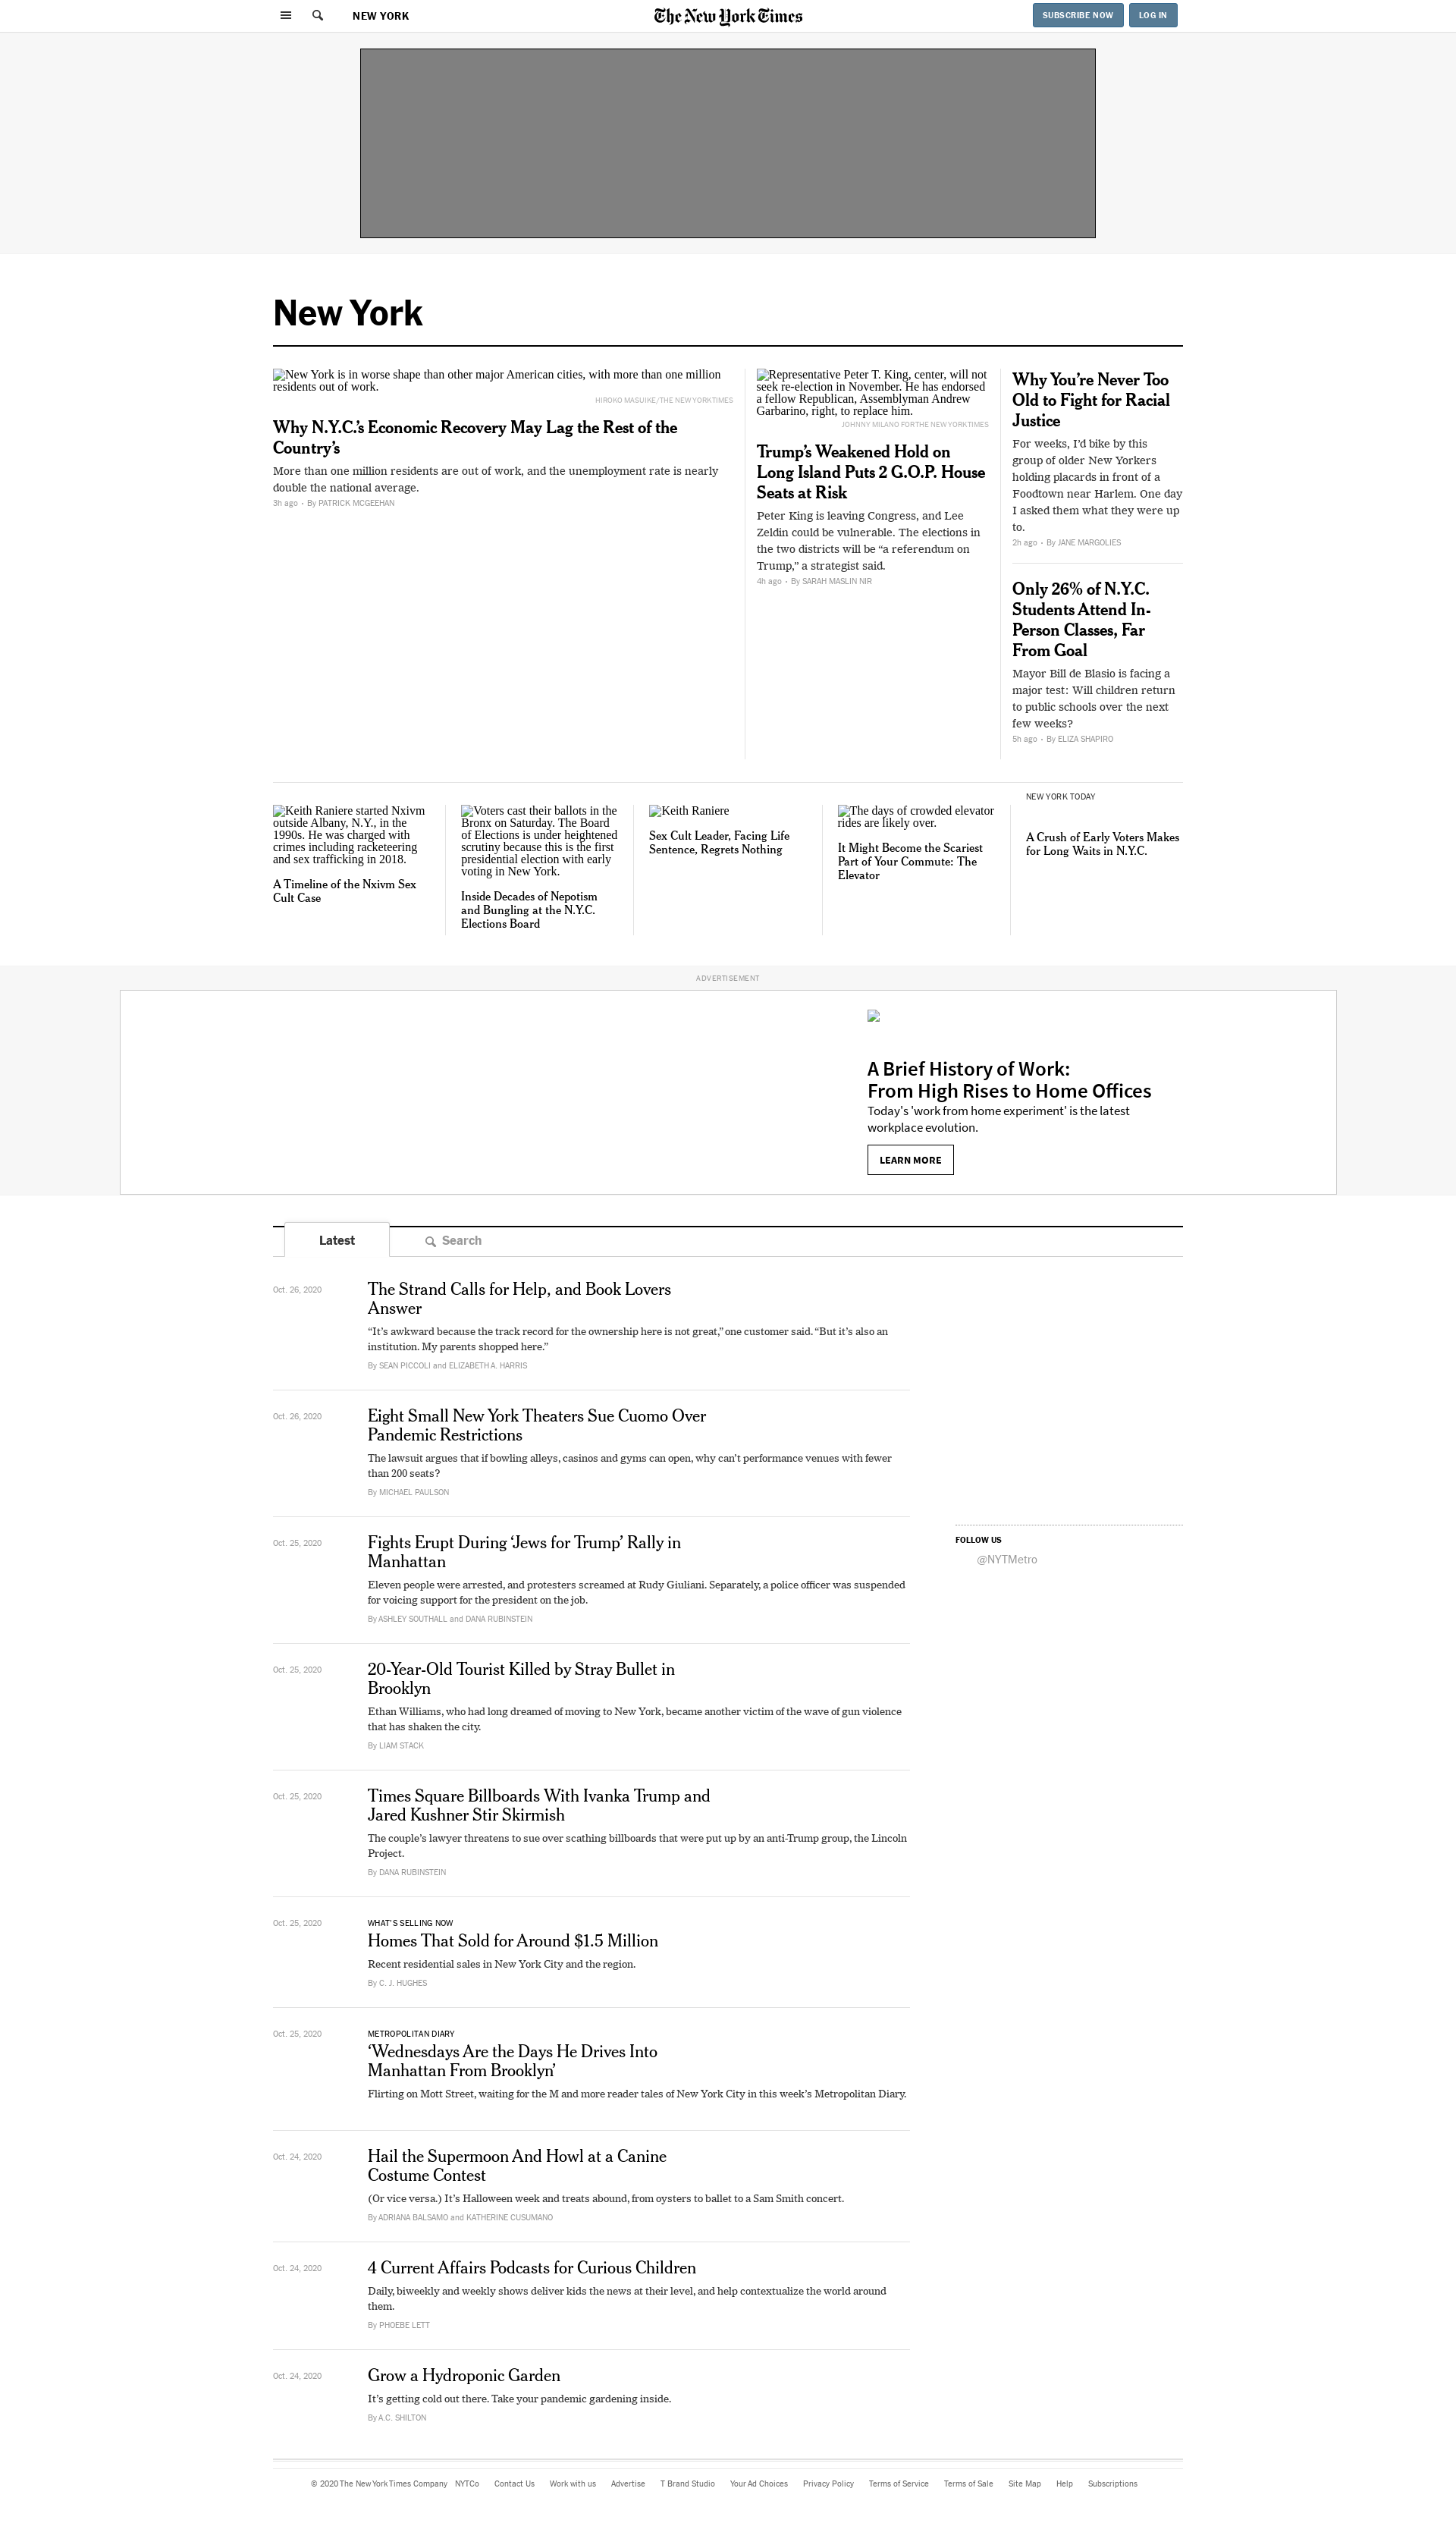 NEW YORK
The New York Times
SUBSCRIBE NOW
LOG IN
New York
New York is in worse shape than other major American cities, with more than one million
residents out of work.
HIROKO MASUIKE/THE NEW YORK TIMES
Why N.Y.C.’s Economic Recovery May Lag the Rest of the
Country’s
More than one million residents are out of work, and the unemployment rate is nearly
double the national average.
3h ago • By PATRICK MCGEEHAN
Representative Peter T. King, center, will not
seek re-election in November. He has endorsed
a fellow Republican, Assemblyman Andrew
Garbarino, right, to replace him.
JOHNNY MILANO FOR THE NEW YORK TIMES
Trump’s Weakened Hold on
Long Island Puts 2 G.O.P. House
Seats at Risk
Peter King is leaving Congress, and Lee
Zeldin could be vulnerable. The elections in
the two districts will be “a referendum on
Trump,” a strategist said.
4h ago • By SARAH MASLIN NIR
Why You’re Never Too
Old to Fight for Racial
Justice
For weeks, I’d bike by this
group of older New Yorkers
holding placards in front of a
Foodtown near Harlem. One day
I asked them what they were up
to.
2h ago • By JANE MARGOLIES
Only 26% of N.Y.C.
Students Attend In-
Person Classes, Far
From Goal
Mayor Bill de Blasio is facing a
major test: Will children return
to public schools over the next
few weeks?
5h ago • By ELIZA SHAPIRO
Keith Raniere started Nxivm
outside Albany, N.Y., in the
1990s. He was charged with
crimes including racketeering
and sex trafficking in 2018.
A Timeline of the Nxivm Sex
Cult Case
Voters cast their ballots in the
Bronx on Saturday. The Board
of Elections is under heightened
scrutiny because this is the first
presidential election with early
voting in New York.
Inside Decades of Nepotism
and Bungling at the N.Y.C.
Elections Board
Keith Raniere
Sex Cult Leader, Facing Life
Sentence, Regrets Nothing
The days of crowded elevator
rides are likely over.
It Might Become the Scariest
Part of Your Commute: The
Elevator
NEW YORK TODAY
A Crush of Early Voters Makes
for Long Waits in N.Y.C.
ADVERTISEMENT
A Brief History of Work:
From High Rises to Home Offices
Today's 'work from home experiment' is the latest
workplace evolution.
LEARN MORE
Latest
Search
Oct. 26, 2020
The Strand Calls for Help, and Book Lovers
Answer
“It’s awkward because the track record for the ownership here is not great,” one customer said. “But it’s also an
institution. My parents shopped here.”
By SEAN PICCOLI and ELIZABETH A. HARRIS
Oct. 26, 2020
Eight Small New York Theaters Sue Cuomo Over
Pandemic Restrictions
The lawsuit argues that if bowling alleys, casinos and gyms can open, why can’t performance venues with fewer
than 200 seats?
By MICHAEL PAULSON
Oct. 25, 2020
Fights Erupt During ‘Jews for Trump’ Rally in
Manhattan
Eleven people were arrested, and protesters screamed at Rudy Giuliani. Separately, a police officer was suspended
for voicing support for the president on the job.
By ASHLEY SOUTHALL and DANA RUBINSTEIN
FOLLOW US
@NYTMetro
Oct. 25, 2020
20-Year-Old Tourist Killed by Stray Bullet in
Brooklyn
Ethan Williams, who had long dreamed of moving to New York, became another victim of the wave of gun violence
that has shaken the city.
By LIAM STACK
Oct. 25, 2020
Times Square Billboards With Ivanka Trump and
Jared Kushner Stir Skirmish
The couple’s lawyer threatens to sue over scathing billboards that were put up by an anti-Trump group, the Lincoln
Project.
By DANA RUBINSTEIN
Oct. 25, 2020
WHAT’S SELLING NOW
Homes That Sold for Around $1.5 Million
Recent residential sales in New York City and the region.
By C. J. HUGHES
Oct. 25, 2020
METROPOLITAN DIARY
‘Wednesdays Are the Days He Drives Into
Manhattan From Brooklyn’
Flirting on Mott Street, waiting for the M and more reader tales of New York City in this week’s Metropolitan Diary.
Oct. 24, 2020
Hail the Supermoon And Howl at a Canine
Costume Contest
(Or vice versa.) It’s Halloween week and treats abound, from oysters to ballet to a Sam Smith concert.
By ADRIANA BALSAMO and KATHERINE CUSUMANO
Oct. 24, 2020
4 Current Affairs Podcasts for Curious Children
Daily, biweekly and weekly shows deliver kids the news at their level, and help contextualize the world around
them.
By PHOEBE LETT
Oct. 24, 2020
Grow a Hydroponic Garden
It’s getting cold out there. Take your pandemic gardening inside.
By A.C. SHILTON
© 2020 The New York Times Company NYTCo Contact Us Work with us Advertise T Brand Studio Your Ad Choices Privacy Policy Terms of Service Terms of Sale Site Map Help Subscriptions